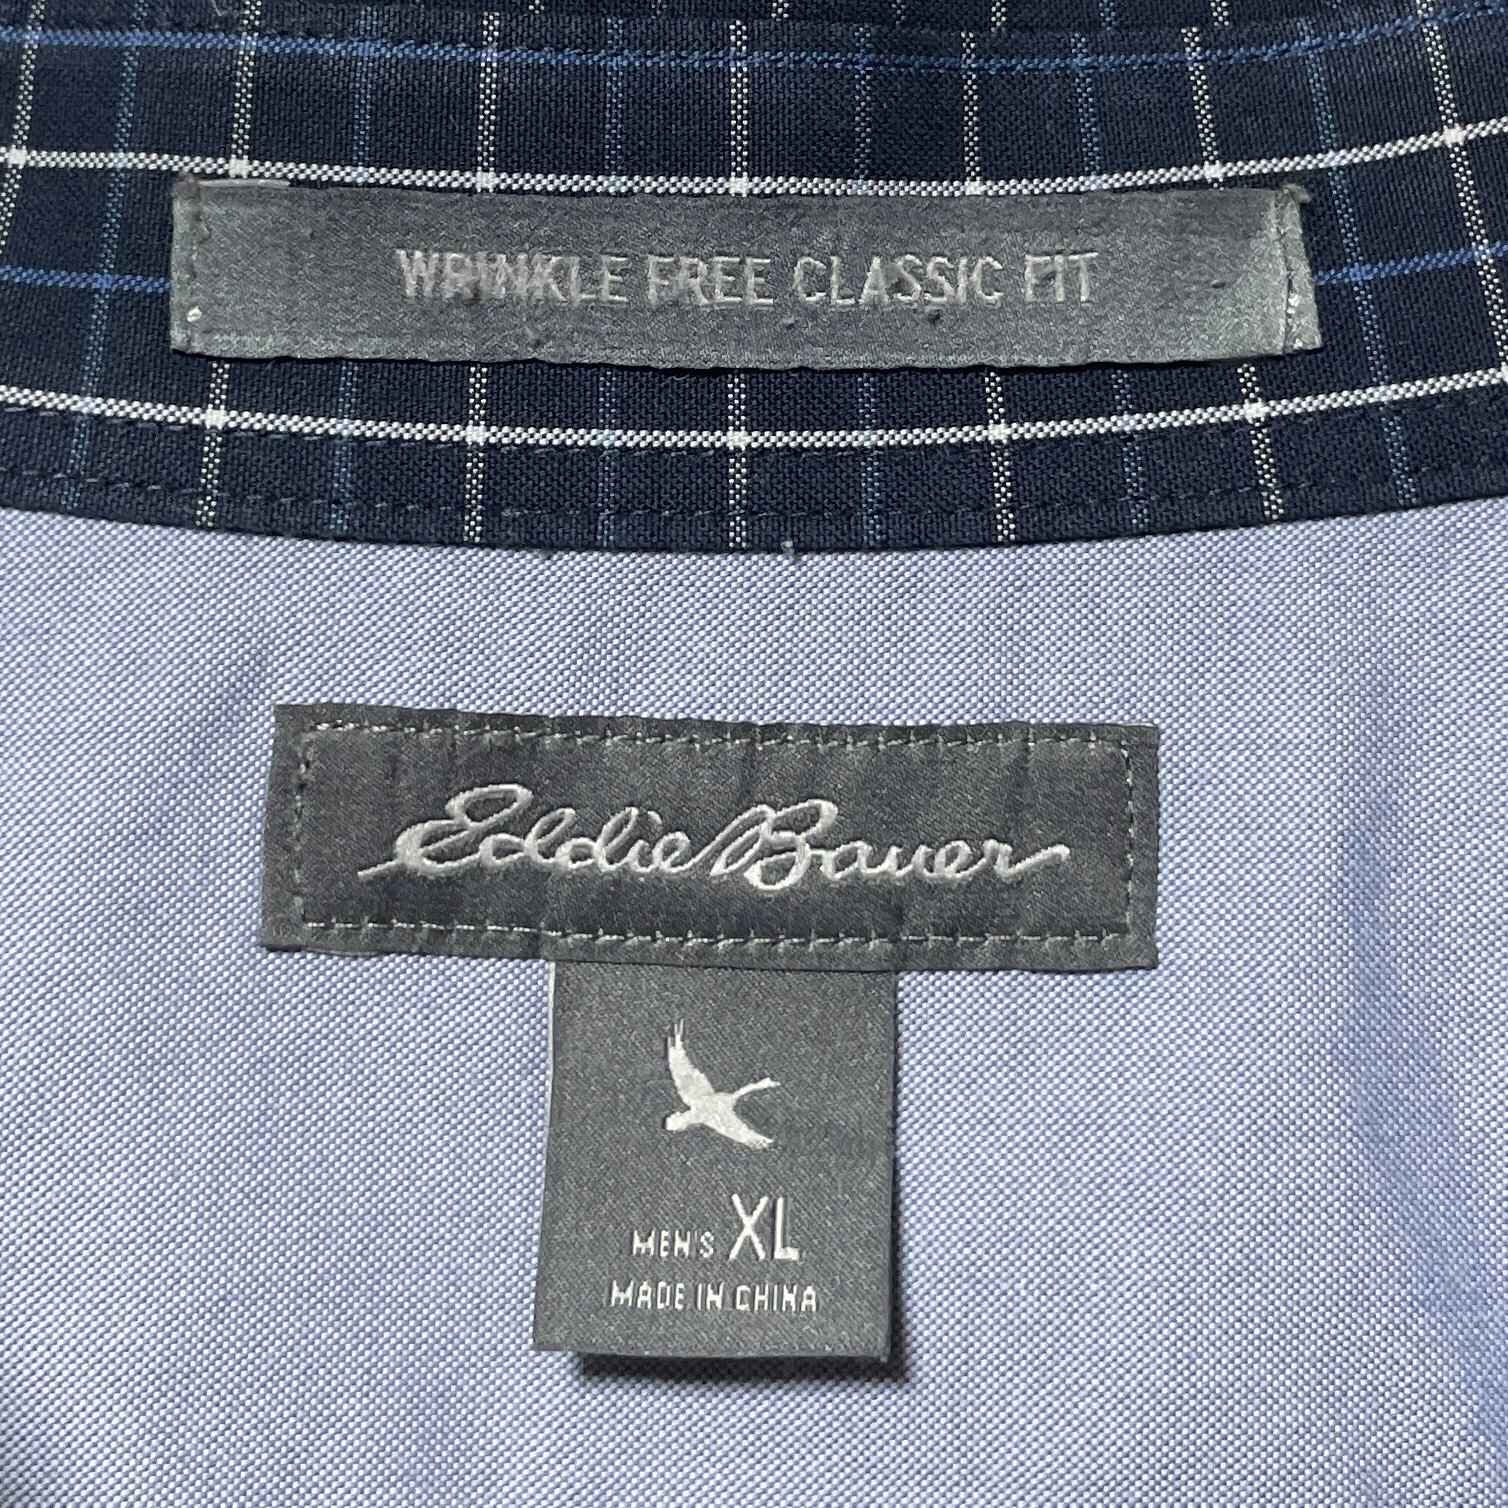 WRINKLE FREE CLASSIC FIT
Eddie Bauer
MEN'S XL
MADE IN CHINA